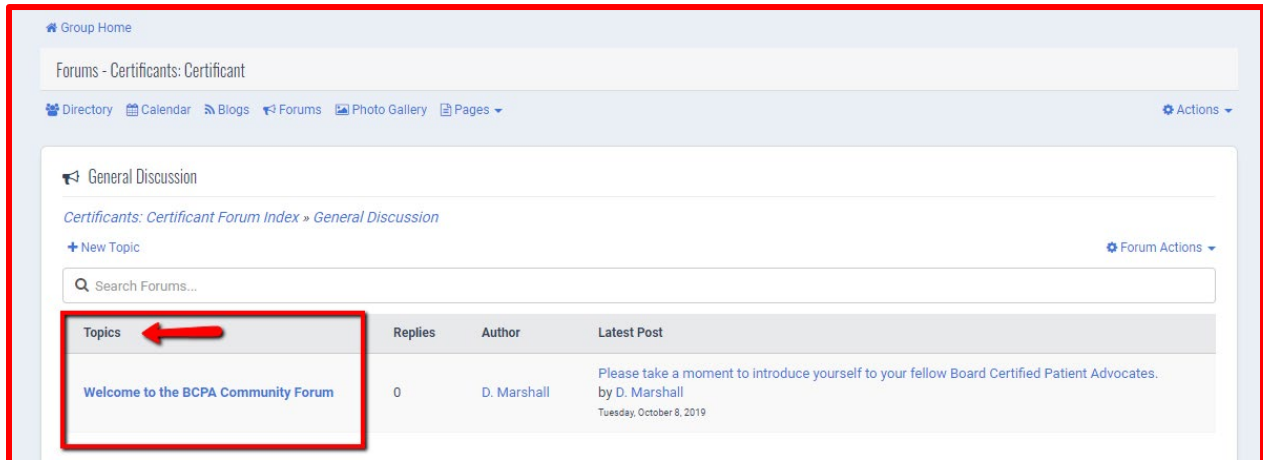 Group Home
Forums - Certificants: Certificant
Directory Calendar Blogs Forums Photo Gallery Pages Actions
General Discussion
Certificants: Certificant Forum Index » General Discussion
+ New Topic Forum Actions
Search Forums...
Topics Replies Author Latest Post
Welcome to the BCPA Community Forum 0 D. Marshall Please take a moment to introduce yourself to your fellow Board Certified Patient Advocates.
by D. Marshall
Tuesday, October 8, 2019